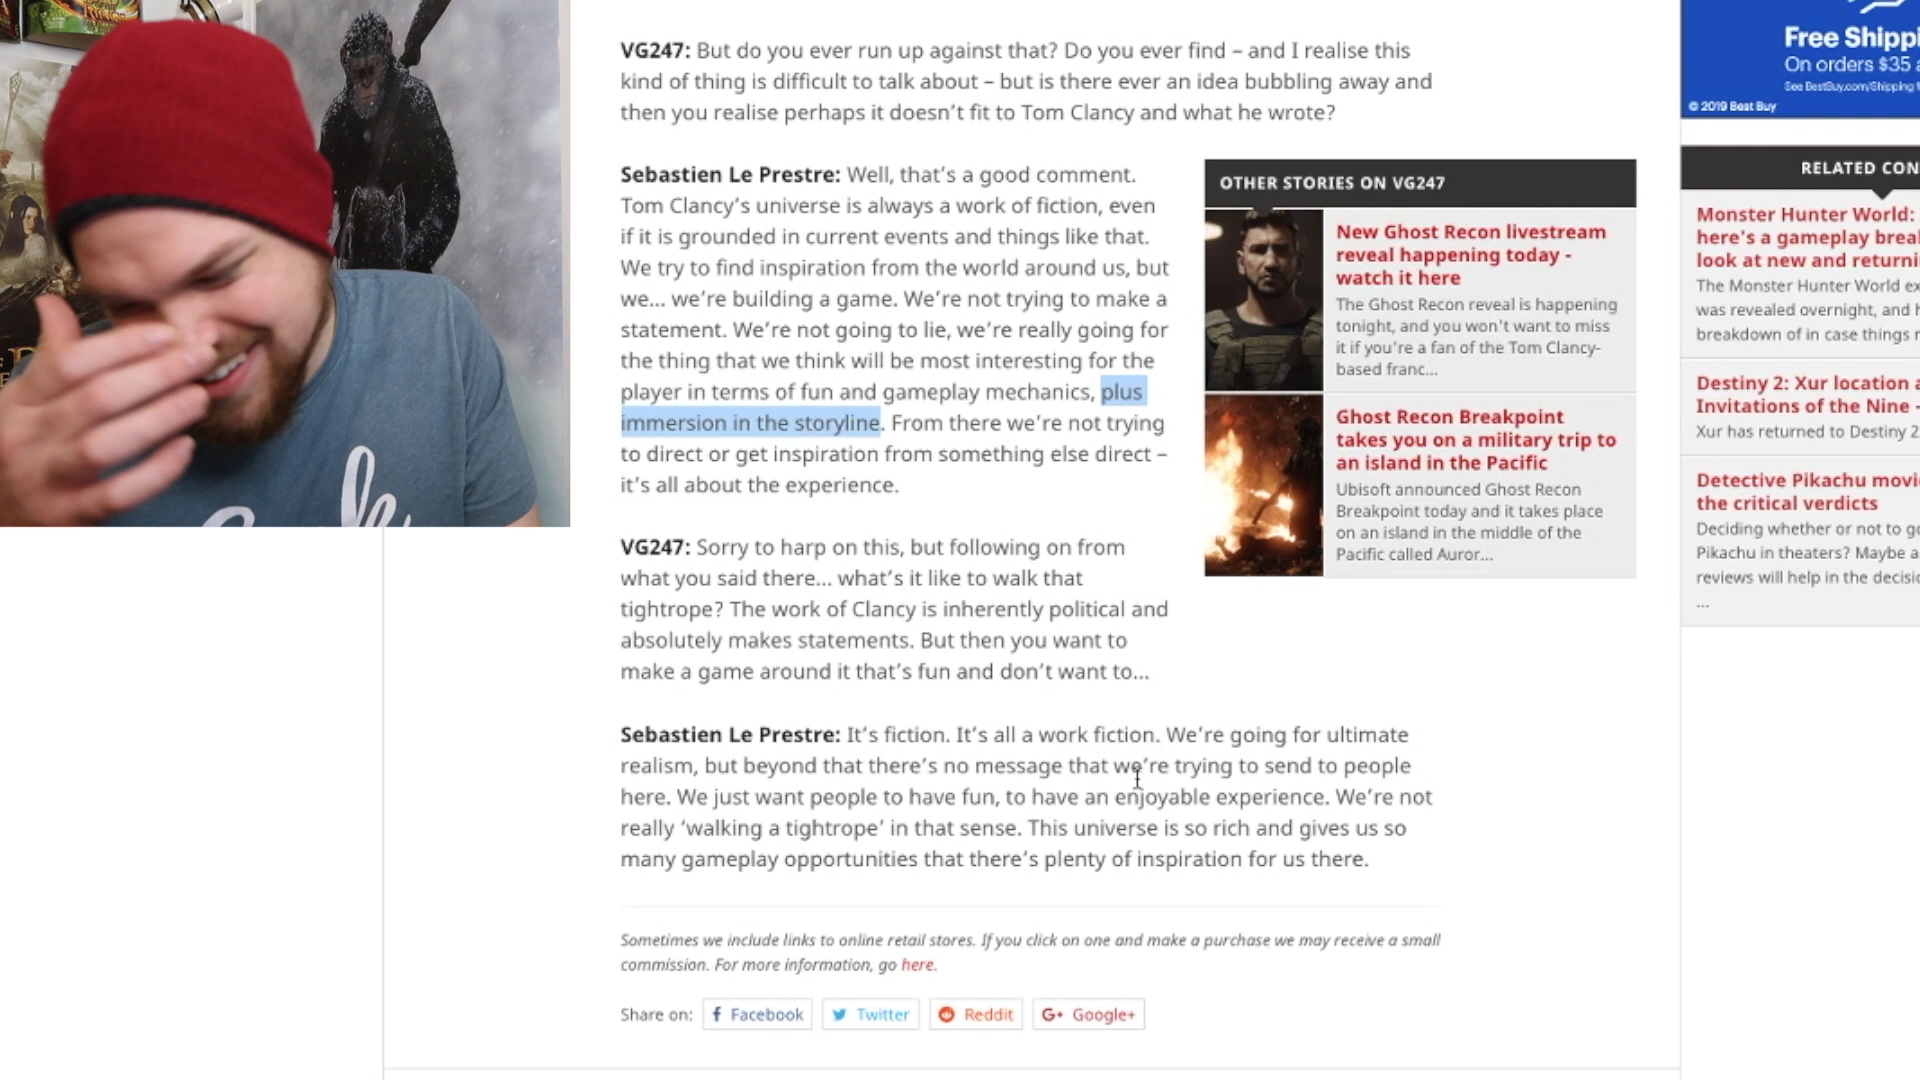 VG247: But do you ever run up against that? Do you ever find – and I realise this
kind of thing is difficult to talk about – but is there ever an idea bubbling away and
then you realise perhaps it doesn’t fit to Tom Clancy and what he wrote?
Sebastien Le Prestre: Well, that’s a good comment.
Tom Clancy’s universe is always a work of fiction, even
if it is grounded in current events and things like that.
We try to find inspiration from the world around us, but
we… we’re building a game. We’re not trying to make a
statement. We’re not going to lie, we’re really going for
the thing that we think will be most interesting for the
player in terms of fun and gameplay mechanics, plus
immersion in the storyline. From there we’re not trying
to direct or get inspiration from something else direct –
it’s all about the experience.
VG247: Sorry to harp on this, but following on from
what you said there… what’s it like to walk that
tightrope? The work of Clancy is inherently political and
absolutely makes statements. But then you want to
make a game around it that’s fun and don’t want to…
Sebastien Le Prestre: It’s fiction. It’s all a work fiction. We’re going for ultimate
realism, but beyond that there’s no message that we’re trying to send to people
here. We just want people to have fun, to have an enjoyable experience. We’re not
really ‘walking a tightrope’ in that sense. This universe is so rich and gives us so
many gameplay opportunities that there’s plenty of inspiration for us there.
Sometimes we include links to online retail stores. If you click on one and make a purchase we may receive a small
commission. For more information, go here.
Share on: Facebook Twitter Reddit G+ Google+
OTHER STORIES ON VG247
New Ghost Recon livestream
reveal happening today -
watch it here
The Ghost Recon reveal is happening
tonight, and you won't want to miss
it if you're a fan of the Tom Clancy-
based franc...
Ghost Recon Breakpoint
takes you on a military trip to
an island in the Pacific
Ubisoft announced Ghost Recon
Breakpoint today and it takes place
on an island in the middle of the
Pacific called Auror...
Free Shippi
On orders $35 a
See BestBuy.com/Shipping f
© 2019 Best Buy
RELATED CON
Monster Hunter World:
here's a gameplay breal
look at new and returni
The Monster Hunter World ex
was revealed overnight, and h
breakdown of in case things r
Destiny 2: Xur location a
Invitations of the Nine -
Xur has returned to Destiny 2
Detective Pikachu movi
the critical verdicts
Deciding whether or not to go
Pikachu in theaters? Maybe a
reviews will help in the decisio
...